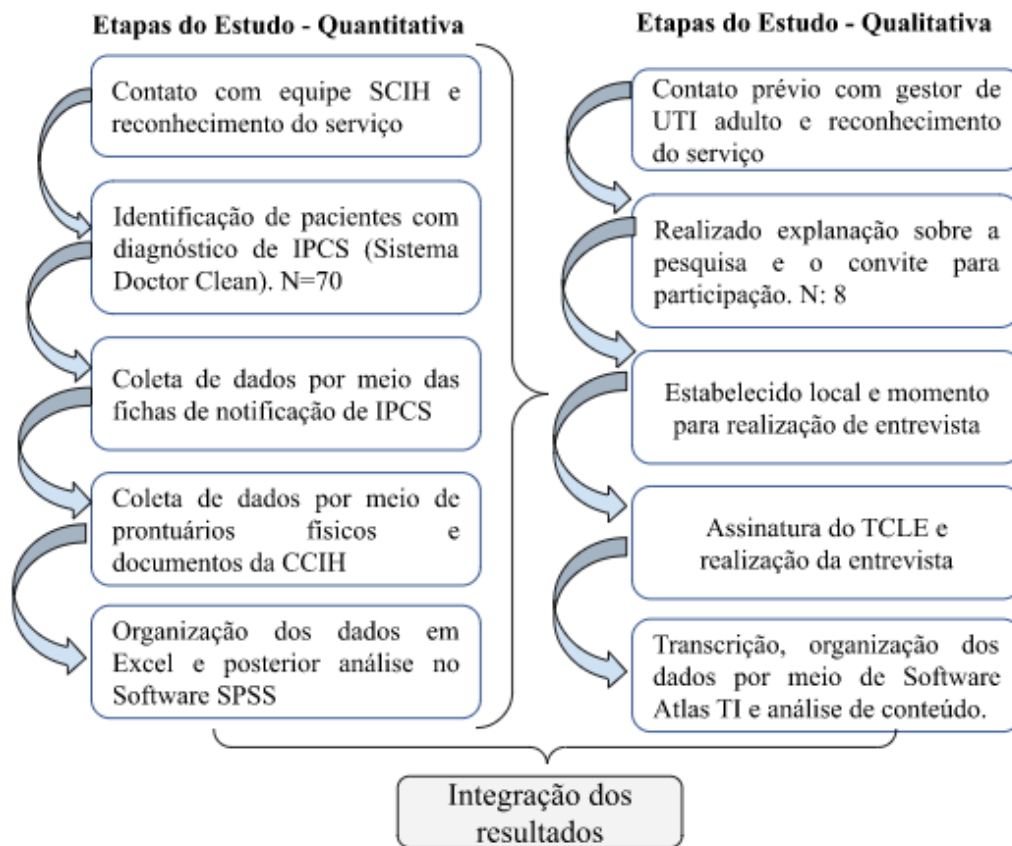 Etapas do Estudo - Quantitativa
Contato com equipe SCIH e
reconhecimento do serviço
Identificação de pacientes com
diagnóstico de IPCS (Sistema
Doctor Clean). N=70
Coleta de dados por meio das
fichas de notificação de IPCS
Coleta de dados por meio de
prontuários físicos e
documentos da CCIH
Organização dos dados em
Excel e posterior análise no
Software SPSS
Etapas do Estudo - Qualitativa
Contato prévio com gestor de
UTI adulto e reconhecimento
do serviço
Realizado explanação sobre a
pesquisa e o convite para
participação. N: 8
Estabelecido local e momento
para realização de entrevista
Assinatura do TCLE e
realização da entrevista
Transcrição, organização dos
dados por meio de Software
Atlas TI e análise de conteúdo.
Integração dos
resultados